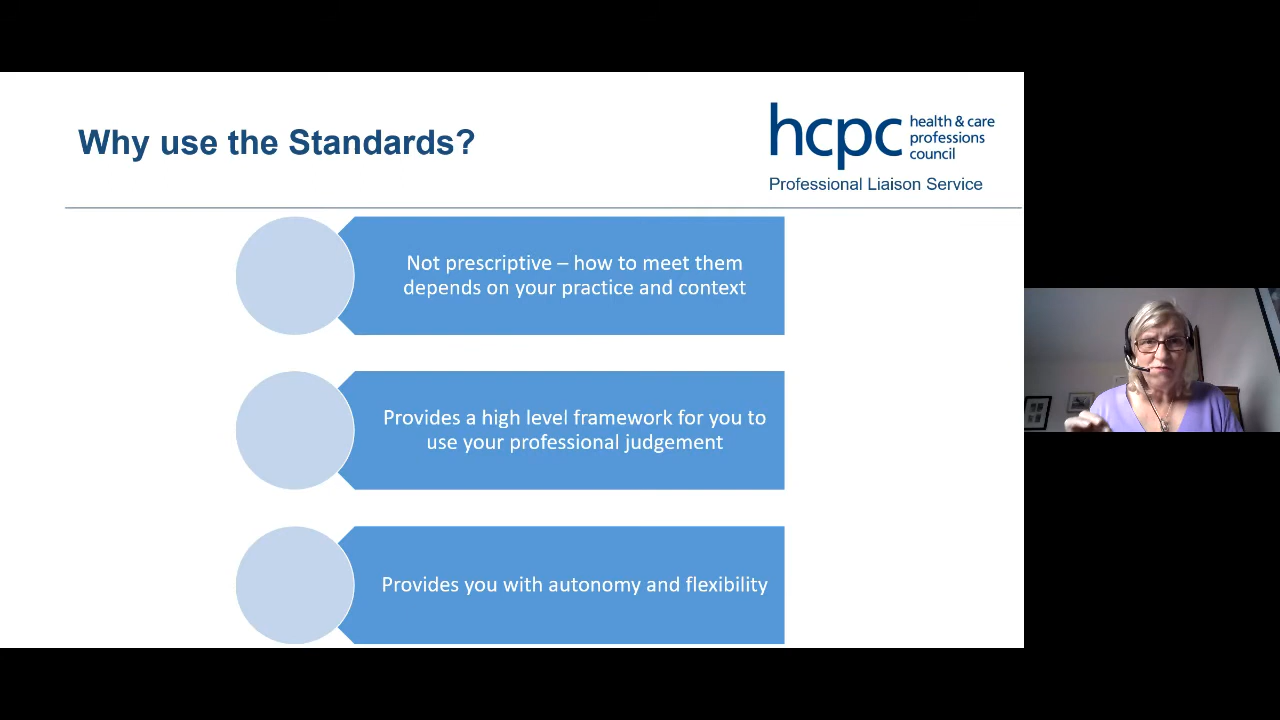 Why use the Standards?
hcpc
health & care
professions
council
Professional Liaison Service
Not prescriptive – how to meet them
depends on your practice and context
Provides a high level framework for you to
use your professional judgement
Provides you with autonomy and flexibility